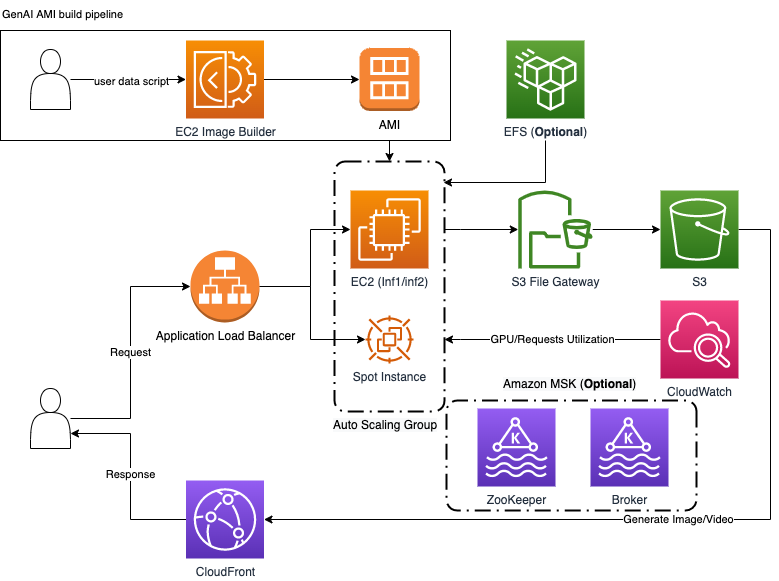 GenAI AMI build pipeline
user data script
EC2 Image Builder
AMI
EFS (Optional)
EC2 (Inf1/inf2)
S3 File Gateway
S3
Application Load Balancer
GPU/Requests Utilization
Request
Spot Instance
Amazon MSK (Optional)
CloudWatch
Auto Scaling Group
K
K
Response
ZooKeeper
Broker
Generate Image/Video
CloudFront